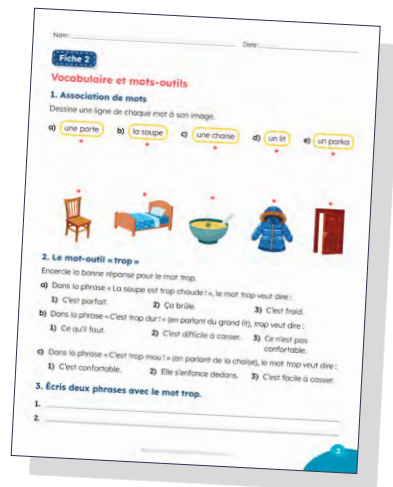 Nom:
Date:
Fiche 2
Vocabulaire et mots-outils
1. Association de mots
Dessine une ligne de chaque mot à son image.
a) une porte b) la soupe c) une chaise d) un lit e) un parka
2. Le mot-outil « trop »
Encercle la bonne réponse pour le mot trop.
a) Dans la phrase « La soupe est trop chaude ! », le mot trop veut dire :
1) C'est parfait. 2) Ça brûle. 3) C'est froid.
b) Dans la phrase « C'est trop dur ! » (en parlant du grand lit), trop veut dire :
1) Ce qu'il faut. 2) C'est difficile à casser. 3) Ce n'est pas
confortable.
c) Dans la phrase « C'est trop mou ! » (en parlant de la chaise), le mot trop veut dire :
1) C'est confortable. 2) Elle s'enfonce dedans. 3) C'est facile à casser.
3. Écris deux phrases avec le mot trop.
1.
2.